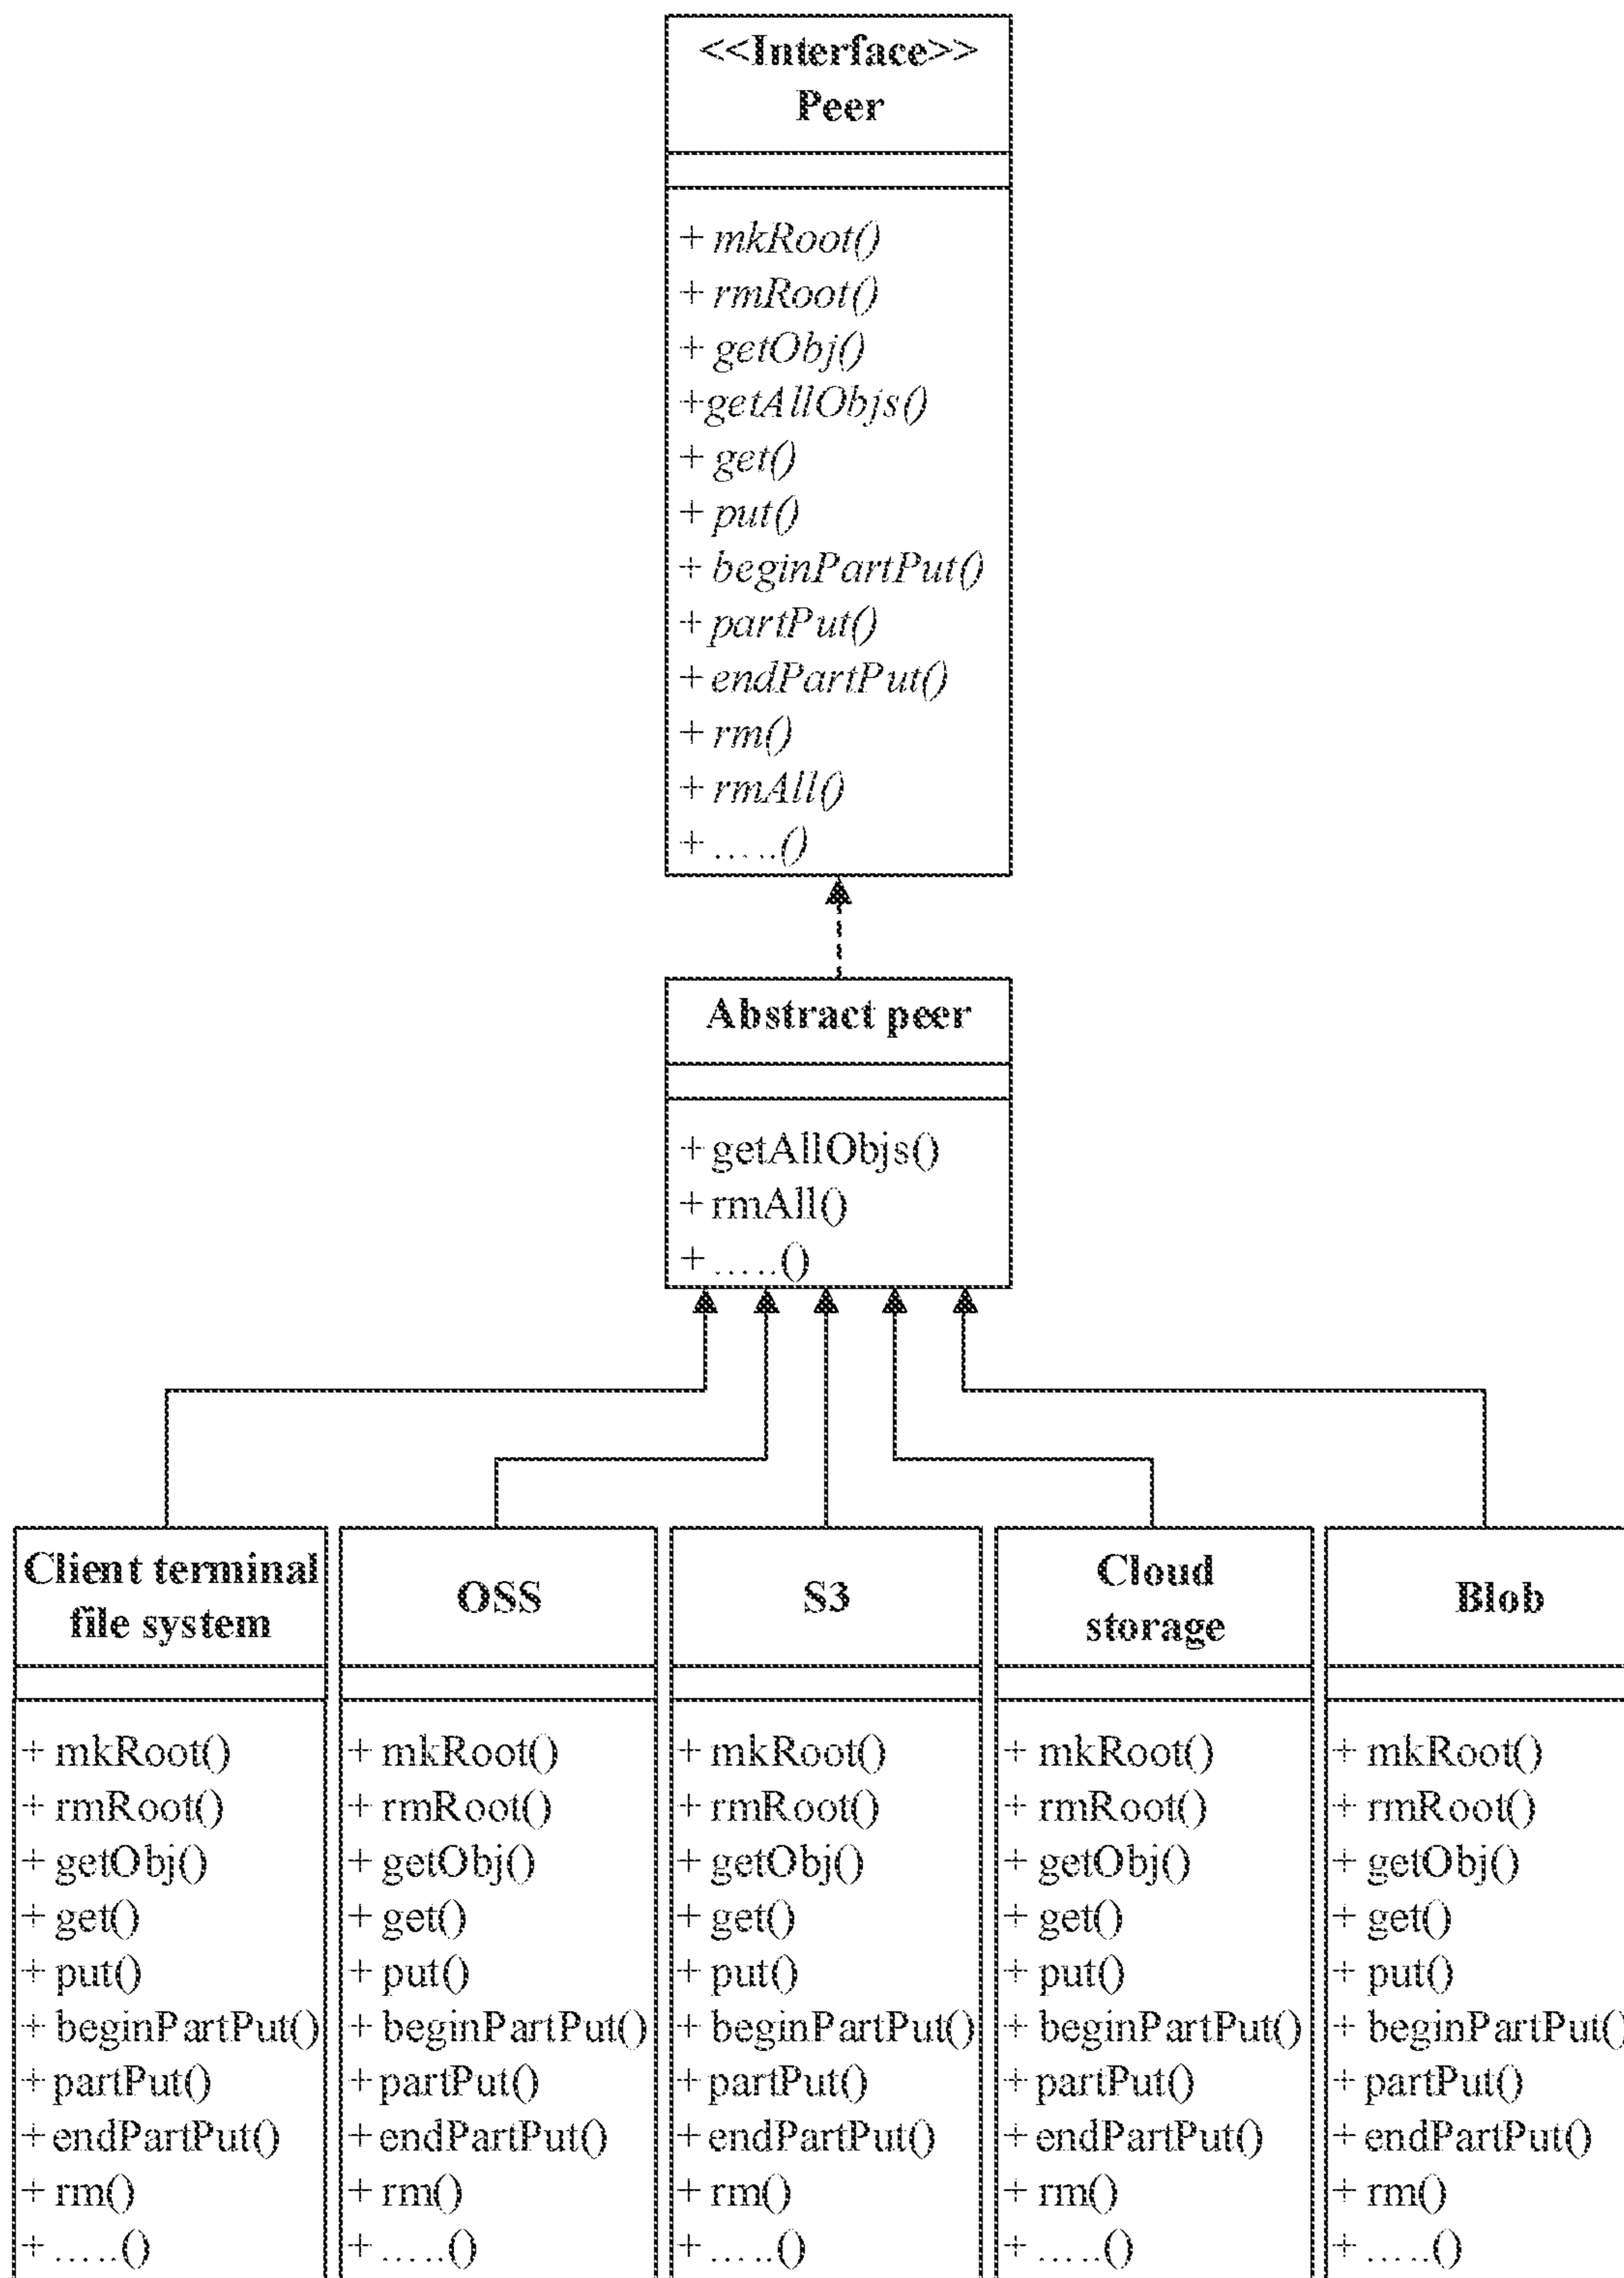 <<Interface>>
Peer
+ mkRoot()
+ rmRoot()
+ getObj()
+getAllObjs()
+ get()
+ put()
+ beginPartPut()
+ partPut()
+ endPartPut()
+ rm()
+ rmAll()
+ .....()
Abstract peer
+ getAllObjs()
+ rmAll()
+ .....()
Client terminal
file system
+ mkRoot()
+ rmRoot()
+ getObj()
+ get()
+ put()
+ beginPartPut()
+ partPut()
+ endPartPut()
+ rm()
+ .....()
OSS
+ mkRoot()
+ rmRoot()
+ getObj()
+ get()
+ put()
+ beginPartPut()
+ partPut()
+ endPartPut()
+ rm()
+ .....()
S3
+ mkRoot()
+ rmRoot()
+ getObj()
+ get()
+ put()
+ beginPartPut()
+ partPut()
+ endPartPut()
+ rm()
+ .....()
Cloud
storage
+ mkRoot()
+ rmRoot()
+ getObj()
+ get()
+ put()
+ beginPartPut()
+ partPut()
+ endPartPut()
+ rm()
+ .....()
Blob
+ mkRoot()
+ rmRoot()
+ getObj()
+ get()
+ put()
+ beginPartPut()
+ partPut()
+ endPartPut()
+ rm()
+ .....()